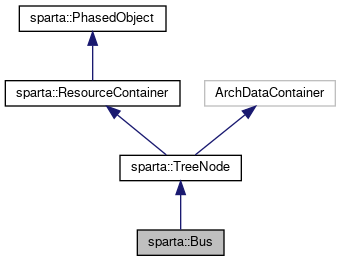 sparta::PhasedObject
sparta::ResourceContainer
ArchDataContainer
sparta::TreeNode
sparta::Bus